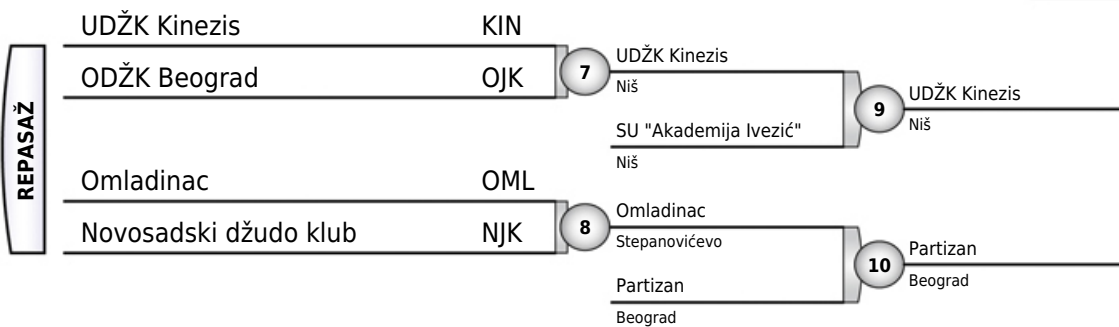 REPASAŽ
UDŽK Kinezis KIN
ODŽK Beograd OJK
7
UDŽK Kinezis
Niš
SU "Akademija Ivezić"
Niš
9
UDŽK Kinezis
Niš
Omladinac OML
Novosadski džudo klub NJK
8
Omladinac
Stepanovićevo
Partizan
Beograd
10
Partizan
Beograd